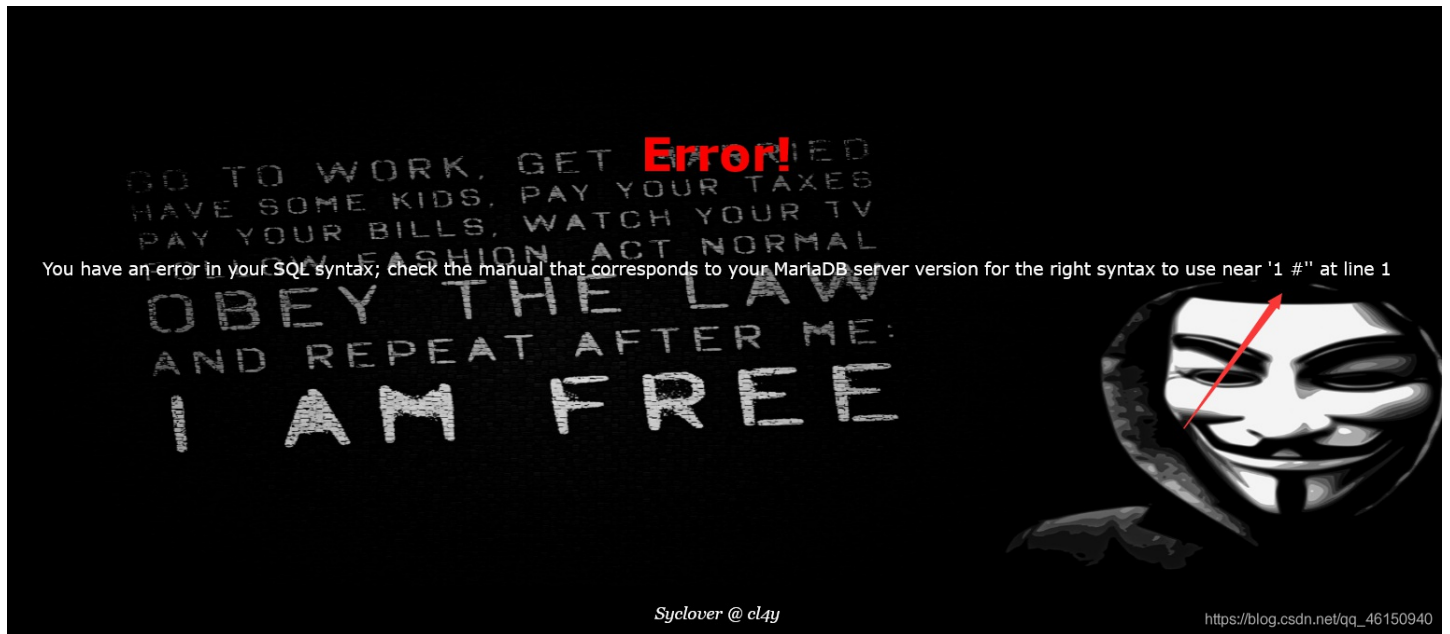 Error!
GO TO WORK, GET MARRIED
HAVE SOME KIDS, PAY YOUR TAXES
PAY YOUR BILLS, WATCH YOUR TV
FOLLOW FASHION ACT NORMAL
You have an error in your SQL syntax; check the manual that corresponds to your MariaDB server version for the right syntax to use near '1 #'' at line 1
OBEY THE LAW
AND REPEAT AFTER ME:
I AM FREE
Syclover @ cl4y
https://blog.csdn.net/qq_46150940